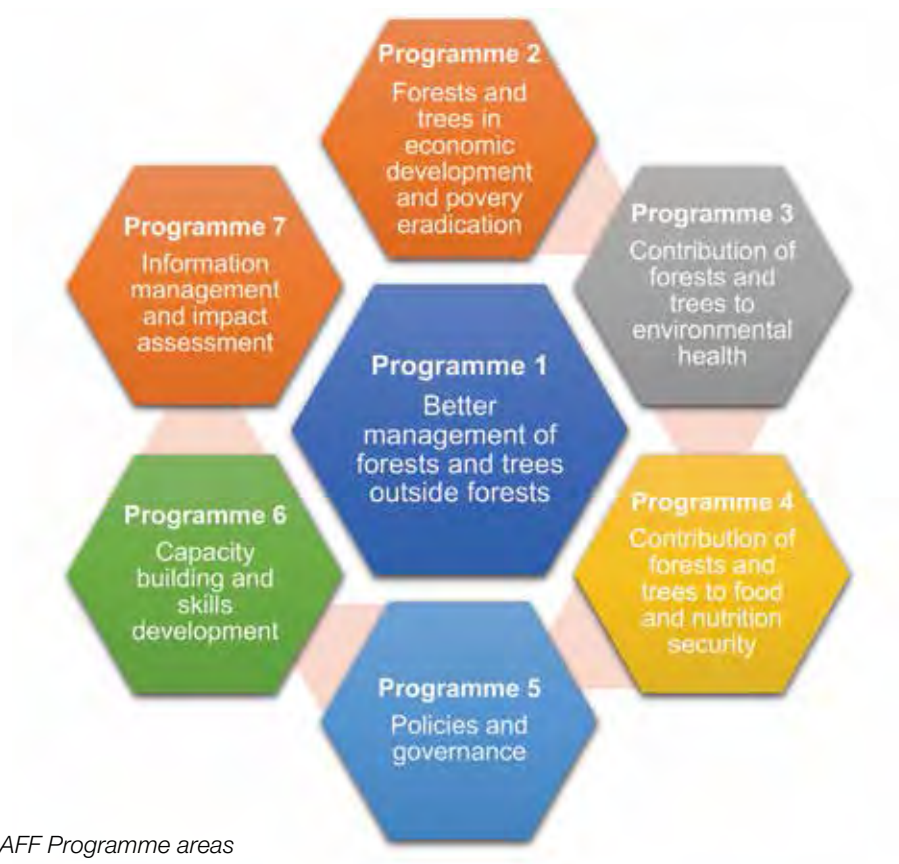 Programme 2
Forests and
trees in
economic
development
and povery
eradication
Programme 7
Information
management
and impact
assessment
Programme 3
Contribution of
forests and
trees to
environmental
health
Programme 1
Better
management of
forests and trees
outside forests
Programme 6
Capacity
building and
skills
development
Programme 4
Contribution of
forests and
trees to food
and nutrition
security
Programme 5
Policies and
governance
AFF Programme areas